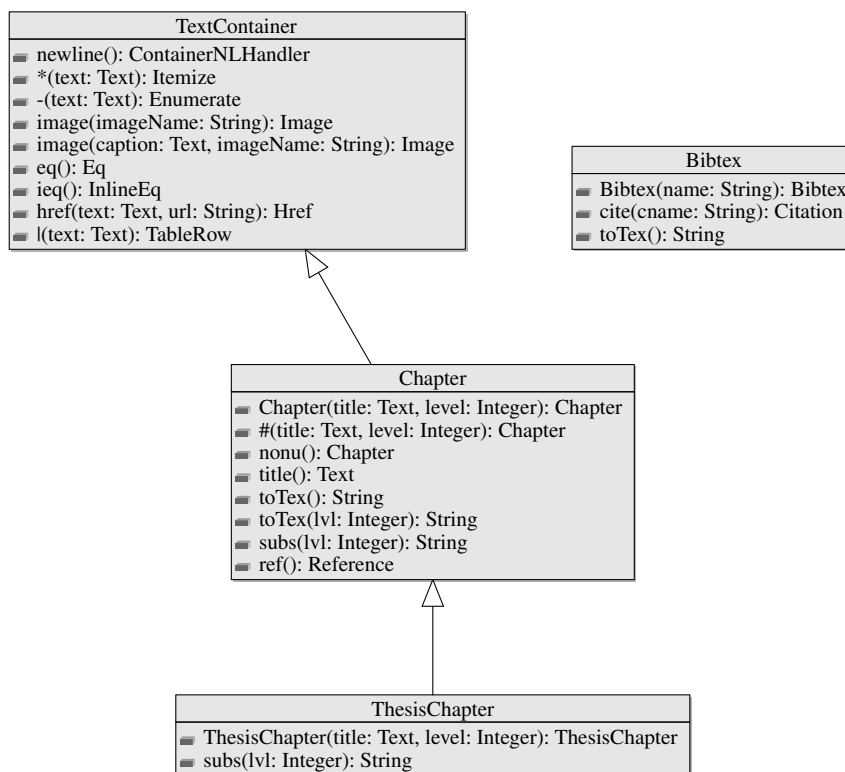 TextContainer
newline(): ContainerNLHandler
*(text: Text): Itemize
-(text: Text): Enumerate
image(imageName: String): Image
image(caption: Text, imageName: String): Image
eq(): Eq
ieq(): InlineEq
href(text: Text, url: String): Href
|(text: Text): TableRow
Bibtex
Bibtex(name: String): Bibtex
cite(cname: String): Citation
toTex(): String
Chapter
Chapter(title: Text, level: Integer): Chapter
#(title: Text, level: Integer): Chapter
nonu(): Chapter
title(): Text
toTex(): String
toTex(lvl: Integer): String
subs(lvl: Integer): String
ref(): Reference
ThesisChapter
ThesisChapter(title: Text, level: Integer): ThesisChapter
subs(lvl: Integer): String